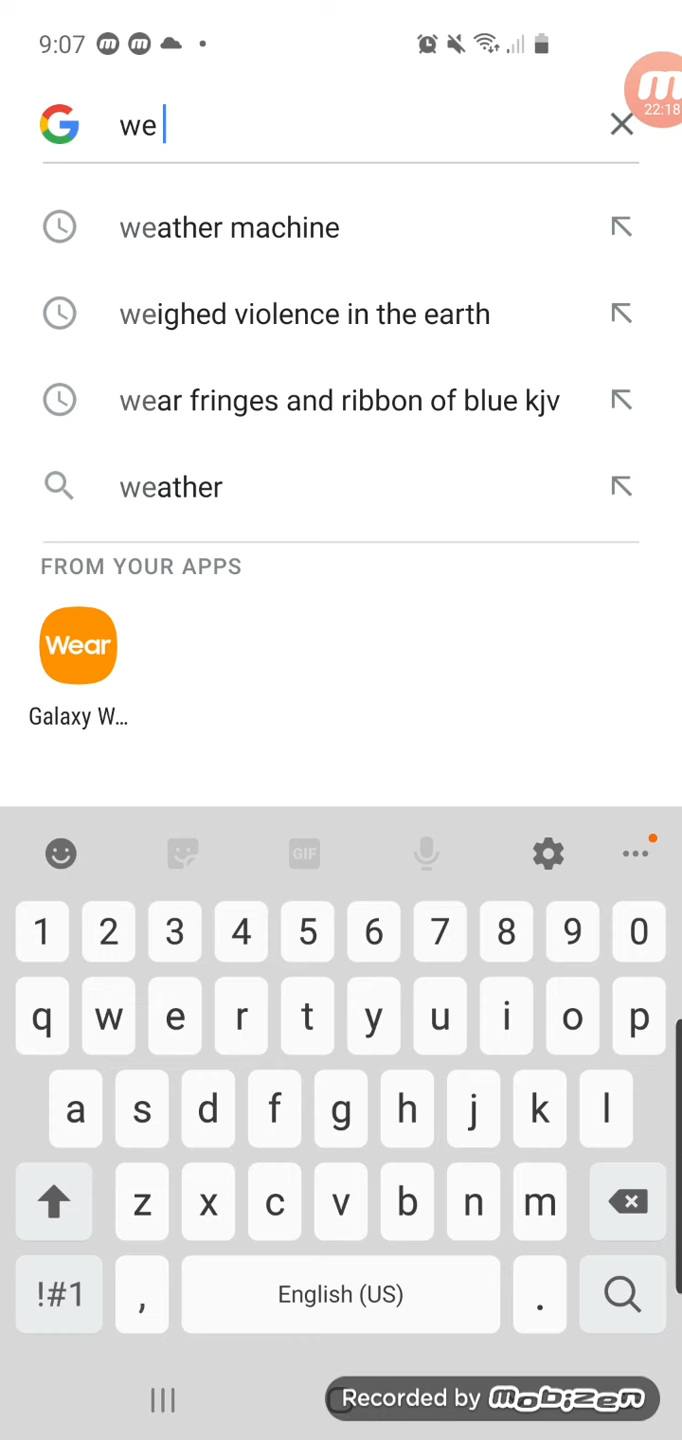 9:07
22:18
we
weather machine
weighed violence in the earth
wear fringes and ribbon of blue kjv
weather
FROM YOUR APPS
Wear
Galaxy W...
GIF
1 2 3 4 5 6 7 8 9 0
q w e r t y u i o p
a s d f g h j k l
z x c v b n m
!#1 , English (US) .
Recorded by mobizen